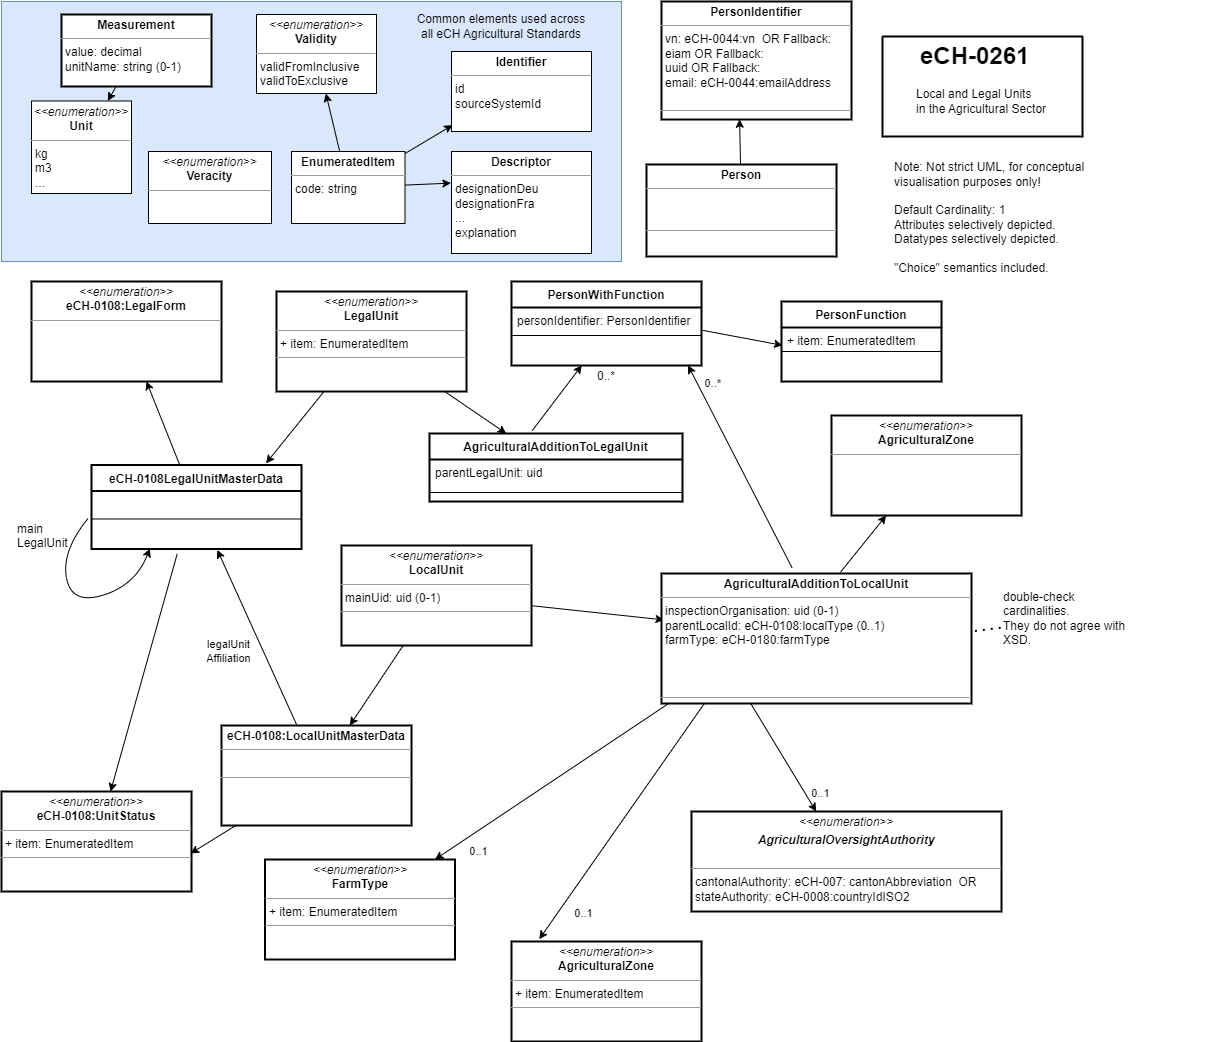 Measurement
value: decimal
unitName: string (0-1)
<<enumeration>>
Validity
validFromInclusive
validToExclusive
Common elements used across
all eCH Agricultural Standards
Identifier
id
sourceSystemId
<<enumeration>>
Unit
kg
m3
...
<<enumeration>>
Veracity
EnumeratedItem
code: string
Descriptor
designationDeu
designationFra
...
explanation
PersonIdentifier
vn: eCH-0044:vn  OR Fallback:
eiam OR Fallback:
uuid OR Fallback:
email: eCH-0044:emailAddress
Person
eCH-0261
Local and Legal Units
in the Agricultural Sector
Note: Not strict UML, for conceptual
visualisation purposes only!
Default Cardinality: 1
Attributes selectively depicted.
Datatypes selectively depicted.
"Choice" semantics included.
<<enumeration>>
eCH-0108:LegalForm
<<enumeration>>
LegalUnit
+ item: EnumeratedItem
PersonWithFunction
personIdentifier: PersonIdentifier
PersonFunction
+ item: EnumeratedItem
0..*
0..*
AgriculturalAdditionToLegalUnit
parentLegalUnit: uid
<<enumeration>>
AgriculturalZone
eCH-0108LegalUnitMasterData
main
LegalUnit
<<enumeration>>
LocalUnit
mainUid: uid (0-1)
AgriculturalAdditionToLocalUnit
inspectionOrganisation: uid (0-1)
parentLocalId: eCH-0108:localType (0..1)
farmType: eCH-0180:farmType
double-check
cardinalities.
They do not agree with
XSD.
legalUnit
Affiliation
eCH-0108:LocalUnitMasterData
<<enumeration>>
eCH-0108:UnitStatus
+ item: EnumeratedItem
0..1
<<enumeration>>
FarmType
+ item: EnumeratedItem
0..1
<<enumeration>>
AgriculturalZone
+ item: EnumeratedItem
0..1
<<enumeration>>
AgriculturalOversightAuthority
cantonalAuthority: eCH-007: cantonAbbreviation  OR
stateAuthority: eCH-0008:countryIdISO2